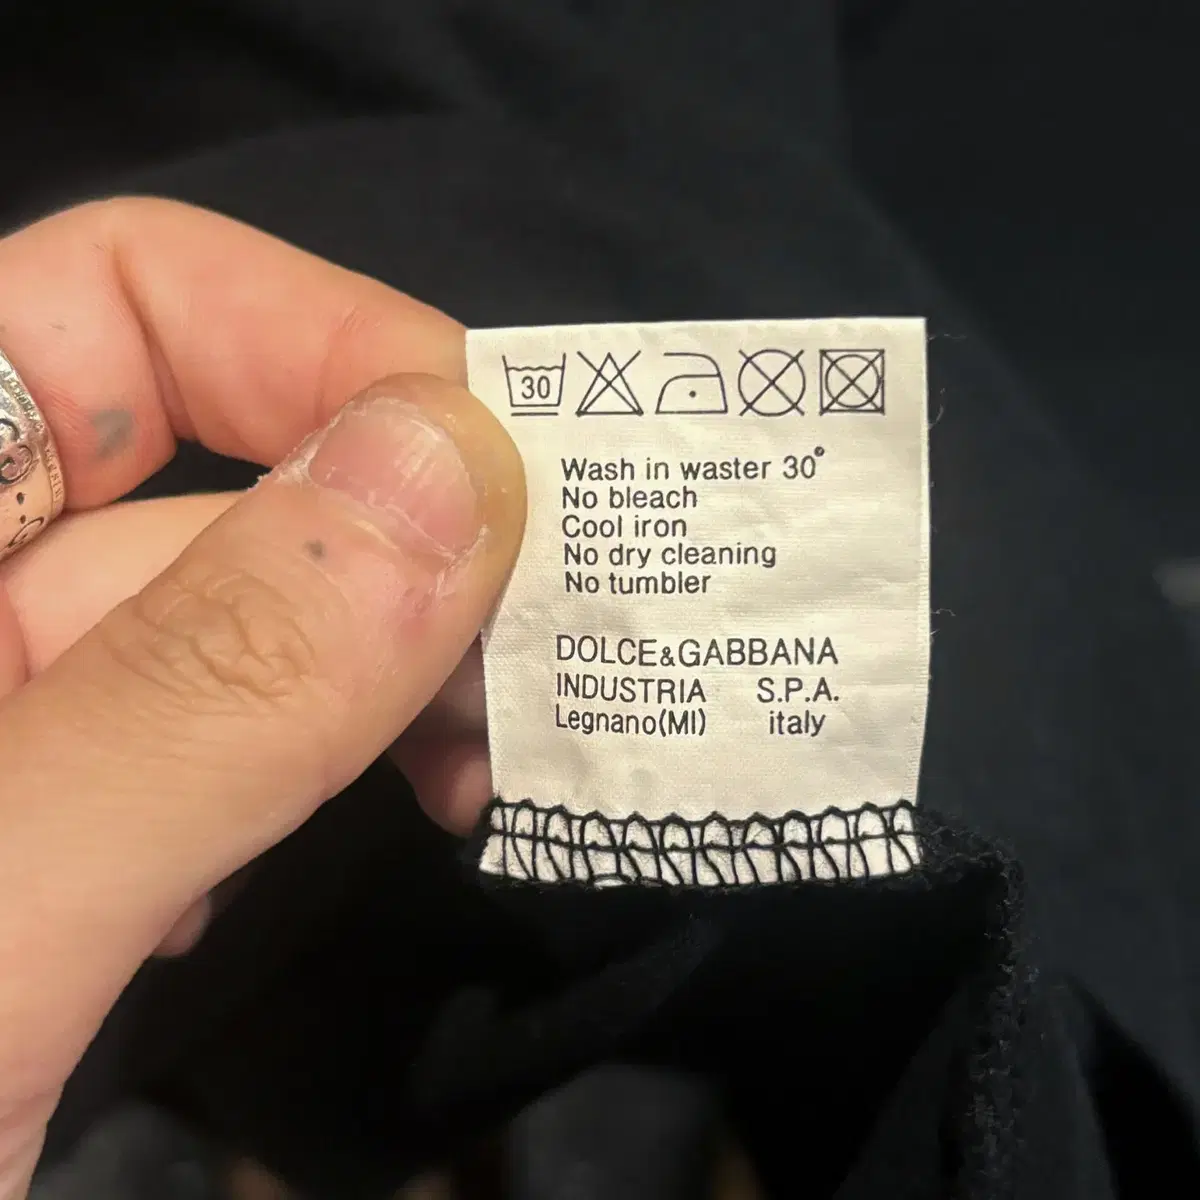 30
Wash in waster 30°
No bleach
Cool iron
No dry cleaning
No tumbler
DOLCE&GABBANA
INDUSTRIA S.P.A.
Legnano(MI) italy